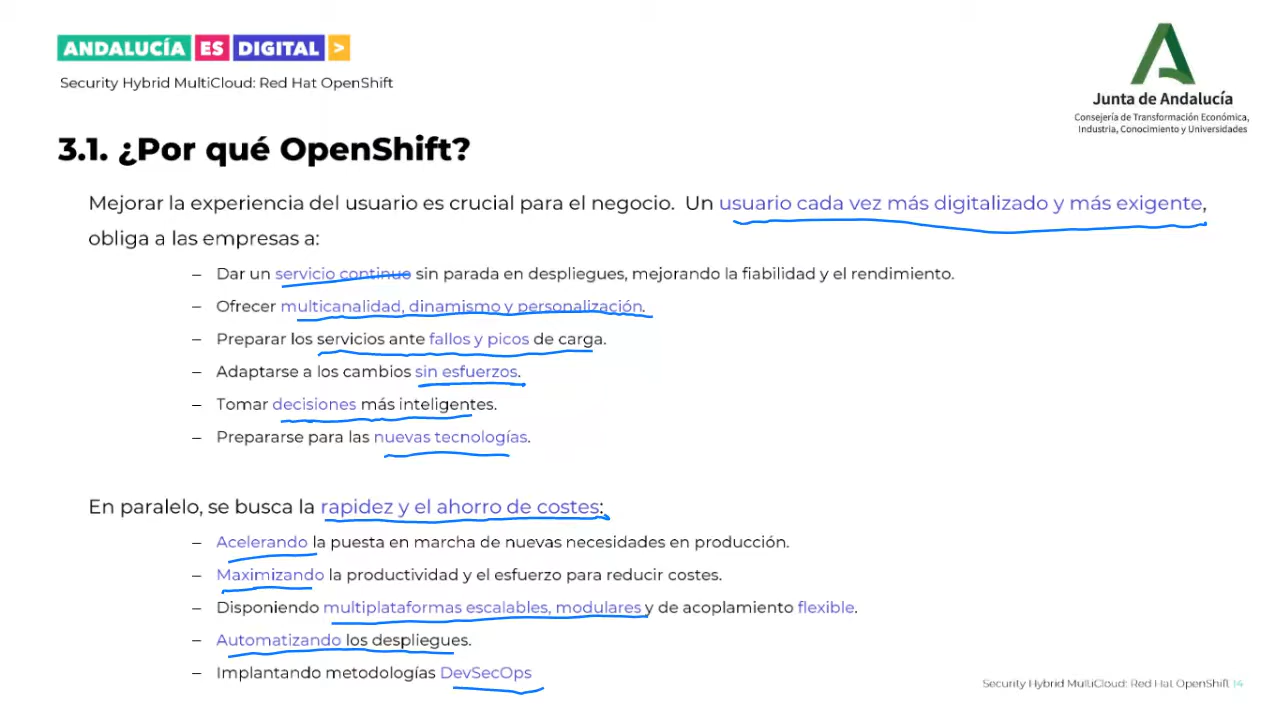 ANDALUCÍA ES DIGITAL >
Security Hybrid MultiCloud: Red Hat OpenShift
Junta de Andalucía
Consejería de Transformación Económica,
Industria, Conocimiento y Universidades
3.1. ¿Por qué OpenShift?
Mejorar la experiencia del usuario es crucial para el negocio. Un usuario cada vez más digitalizado y más exigente,
obliga a las empresas a:
– Dar un servicio continuo sin parada en despliegues, mejorando la fiabilidad y el rendimiento.
– Ofrecer multicanalidad, dinamismo y personalización.
– Preparar los servicios ante fallos y picos de carga.
– Adaptarse a los cambios sin esfuerzos.
– Tomar decisiones más inteligentes.
– Prepararse para las nuevas tecnologías.
En paralelo, se busca la rapidez y el ahorro de costes:
– Acelerando la puesta en marcha de nuevas necesidades en producción.
– Maximizando la productividad y el esfuerzo para reducir costes.
– Disponiendo multiplataformas escalables, modulares y de acoplamiento flexible.
– Automatizando los despliegues.
– Implantando metodologías DevSecOps
Security Hybrid MultiCloud: Red Hat OpenShift 14